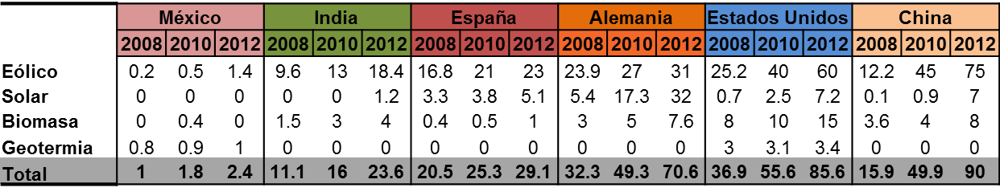 México India España Alemania Estados Unidos China
2008 2010 2012 2008 2010 2012 2008 2010 2012 2008 2010 2012 2008 2010 2012 2008 2010 2012
Eólico 0.2 0.5 1.4 9.6 13 18.4 16.8 21 23 23.9 27 31 25.2 40 60 12.2 45 75
Solar 0 0 0 0 0 1.2 3.3 3.8 5.1 5.4 17.3 32 0.7 2.5 7.2 0.1 0.9 7
Biomasa 0 0.4 0 1.5 3 4 0.4 0.5 1 3 5 7.6 8 10 15 3.6 4 8
Geotermia 0.8 0.9 1 0 0 0 0 0 0 0 0 0 3 3.1 3.4 0 0 0
Total 1 1.8 2.4 11.1 16 23.6 20.5 25.3 29.1 32.3 49.3 70.6 36.9 55.6 85.6 15.9 49.9 90